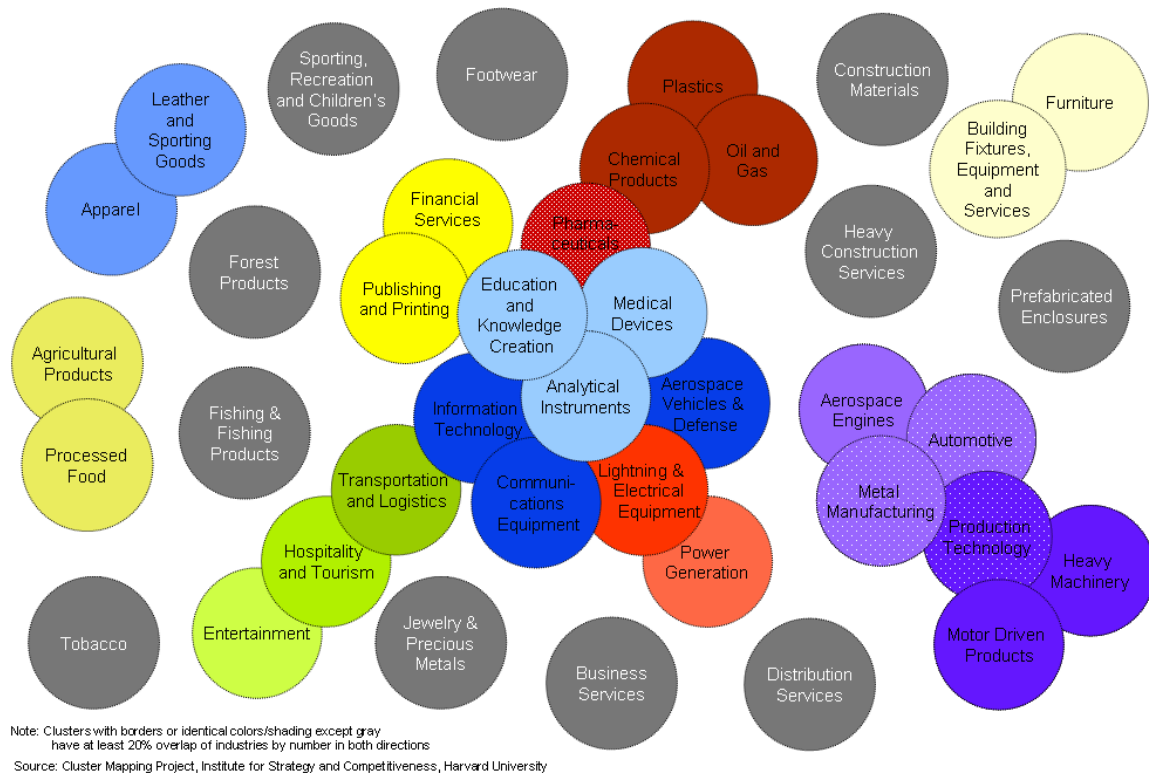 Sporting,
Recreation
and Children's
Goods
Footwear
Plastics
Construction
Materials
Furniture
Leather
and
Sporting
Goods
Building
Fixtures,
Equipment
and
Services
Chemical
Products
Oil and
Gas
Apparel
Financial
Services
Pharma-
ceuticals
Heavy
Construction
Services
Forest
Products
Publishing
and Printing
Education
and
Knowledge
Creation
Medical
Devices
Prefabricated
Enclosures
Agricultural
Products
Analytical
Instruments
Aerospace
Vehicles &
Defense
Aerospace
Engines
Information
Technology
Fishing &
Fishing
Products
Automotive
Processed
Food
Transportation
and Logistics
Communi-
cations
Equipment
Lightning &
Electrical
Equipment
Metal
Manufacturing
Production
Technology
Hospitality
and Tourism
Power
Generation
Heavy
Machinery
Tobacco
Entertainment
Jewelry &
Precious
Metals
Business
Services
Distribution
Services
Motor Driven
Products
Note: Clusters with borders or identical colors/shading except gray
have at least 20% overlap of industries by number in both directions
Source: Cluster Mapping Project, Institute for Strategy and Competitiveness, Harvard University